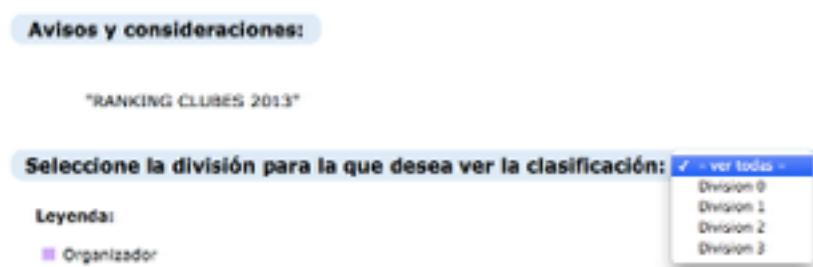 Avisos y consideraciones:
"RANKING CLUBES 2013"
Seleccione la división para la que desea ver la clasificación: ✓ - ver todas -
Division 0
Division 1
Division 2
Division 3
Leyenda:
Organizador